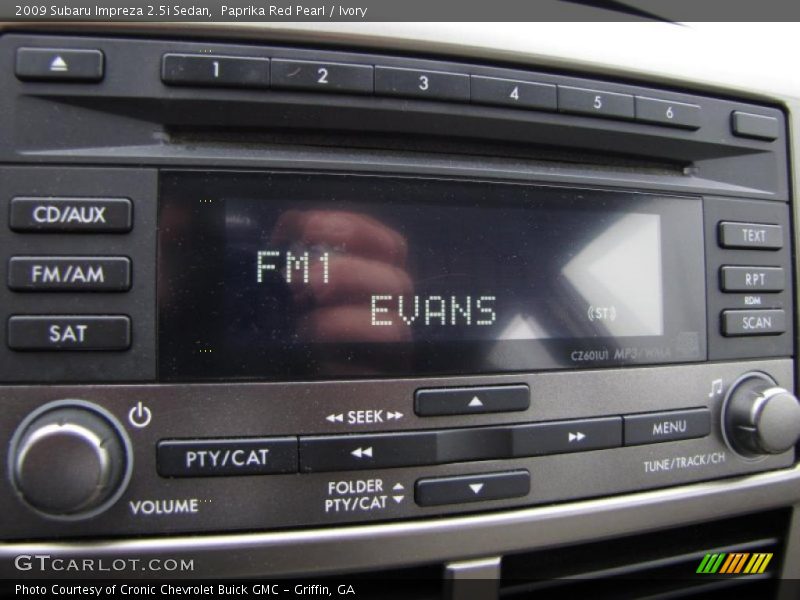 2009 Subaru Impreza 2.5i Sedan, Paprika Red Pearl / Ivory
1 2 3 4 5 6
CD/AUX
TEXT
FM/AM
FM1
RPT
RDM
EVANS
(ST)
SAT
SCAN
CZ601U1 MP3/WMA
SEEK
PTY/CAT
MENU
FOLDER
PTY/CAT
TUNE/TRACK/CH
VOLUME
GTCARLOT.COM
Photo Courtesy of Cronic Chevrolet Buick GMC – Griffin, GA